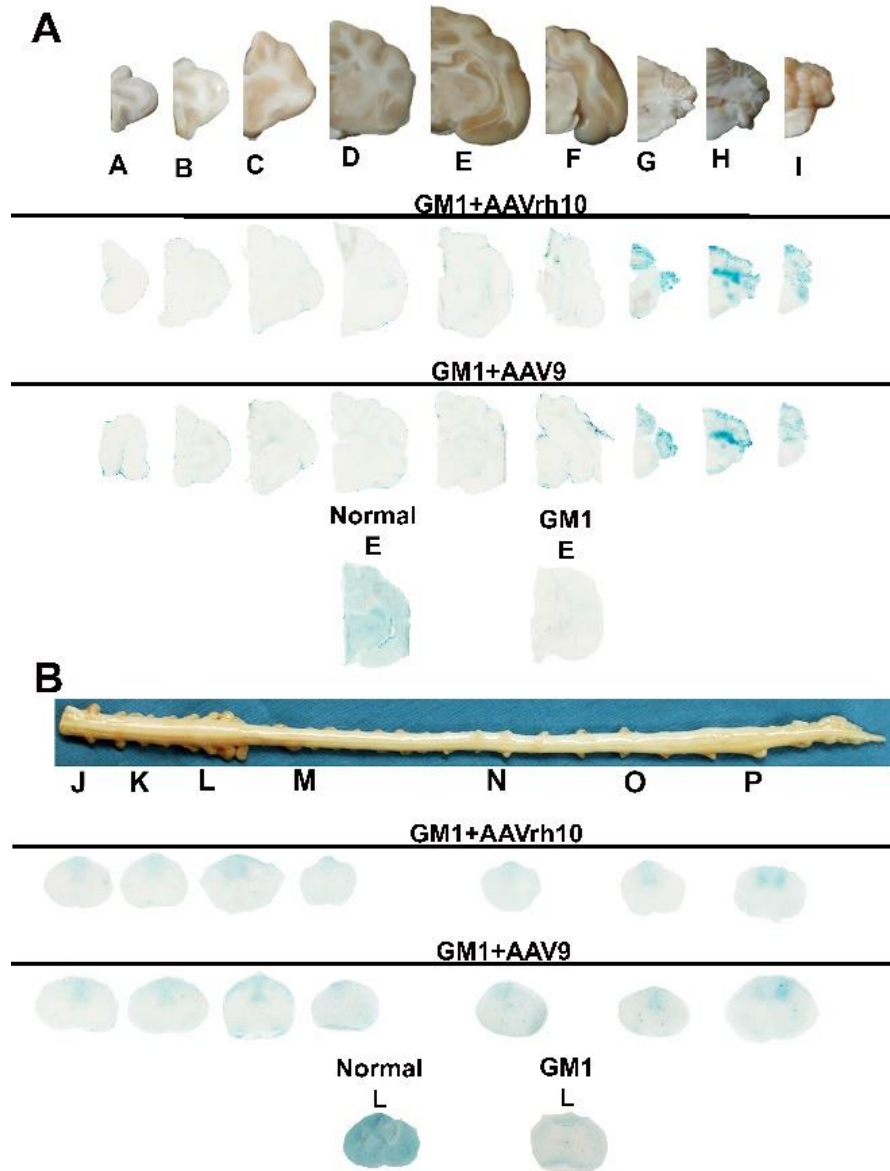 A
A B C D E F G H I
GM1+AAVrh10
GM1+AAV9
Normal GM1
E E
B
J K L M N O P
GM1+AAVrh10
GM1+AAV9
Normal GM1
L L